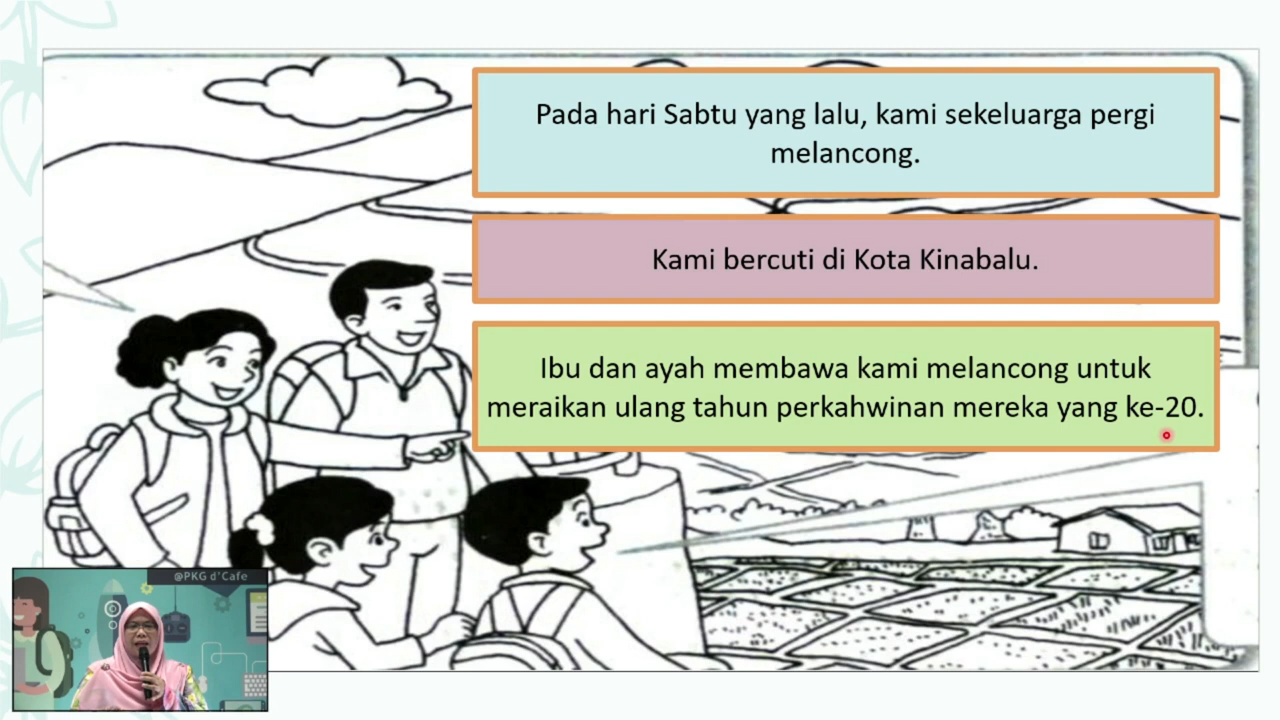 Pada hari Sabtu yang lalu, kami sekeluarga pergi
melancong.
Kami bercuti di Kota Kinabalu.
Ibu dan ayah membawa kami melancong untuk
meraikan ulang tahun perkahwinan mereka yang ke-20.
@PKG d'Cafe